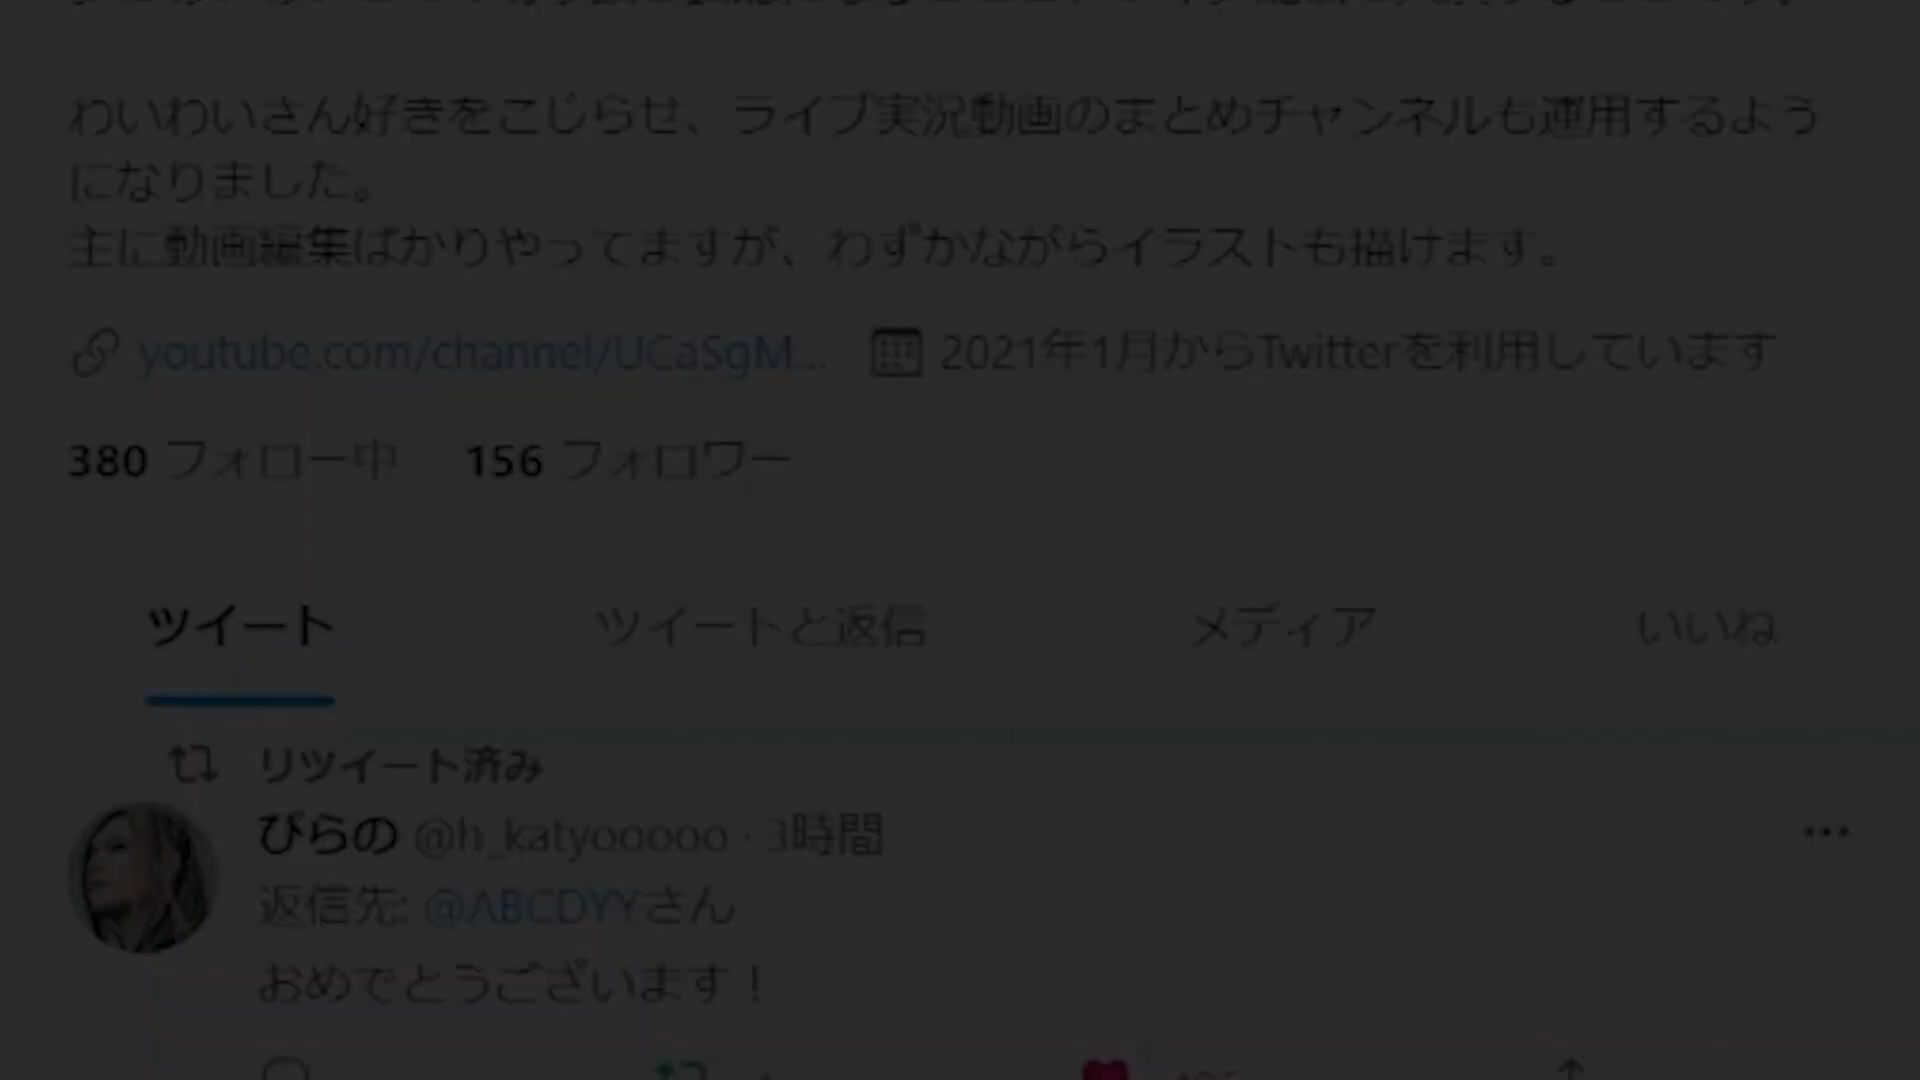 わいわいさん好きをこじらせ、ライブ実況動画のまとめチャンネルも運用するよう
になりました。
主に動画編集ばかりやってますが、わずかながらイラストも描けます。
youtube.com/channel/UCaSgM... 2021年1月からTwitterを利用しています
380 フォロー中 156 フォロワー
ツイート ツイートと返信 メディア いいね
リツイート済み
ぴらの @h_katyooooo · 3時間
返信先: @ABCDYYさん
おめでとうございます！